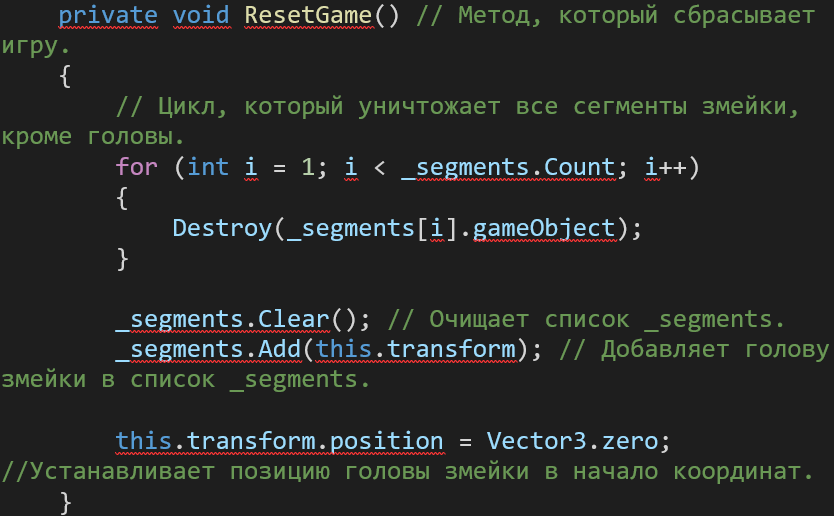 private void ResetGame() // Метод, который сбрасывает
игру.
{
// Цикл, который уничтожает все сегменты змейки,
кроме головы.
for (int i = 1; i < _segments.Count; i++)
{
Destroy(_segments[i].gameObject);
}
_segments.Clear(); // Очищает список _segments.
_segments.Add(this.transform); // Добавляет голову
змейки в список _segments.
this.transform.position = Vector3.zero;
//Устанавливает позицию головы змейки в начало координат.
}